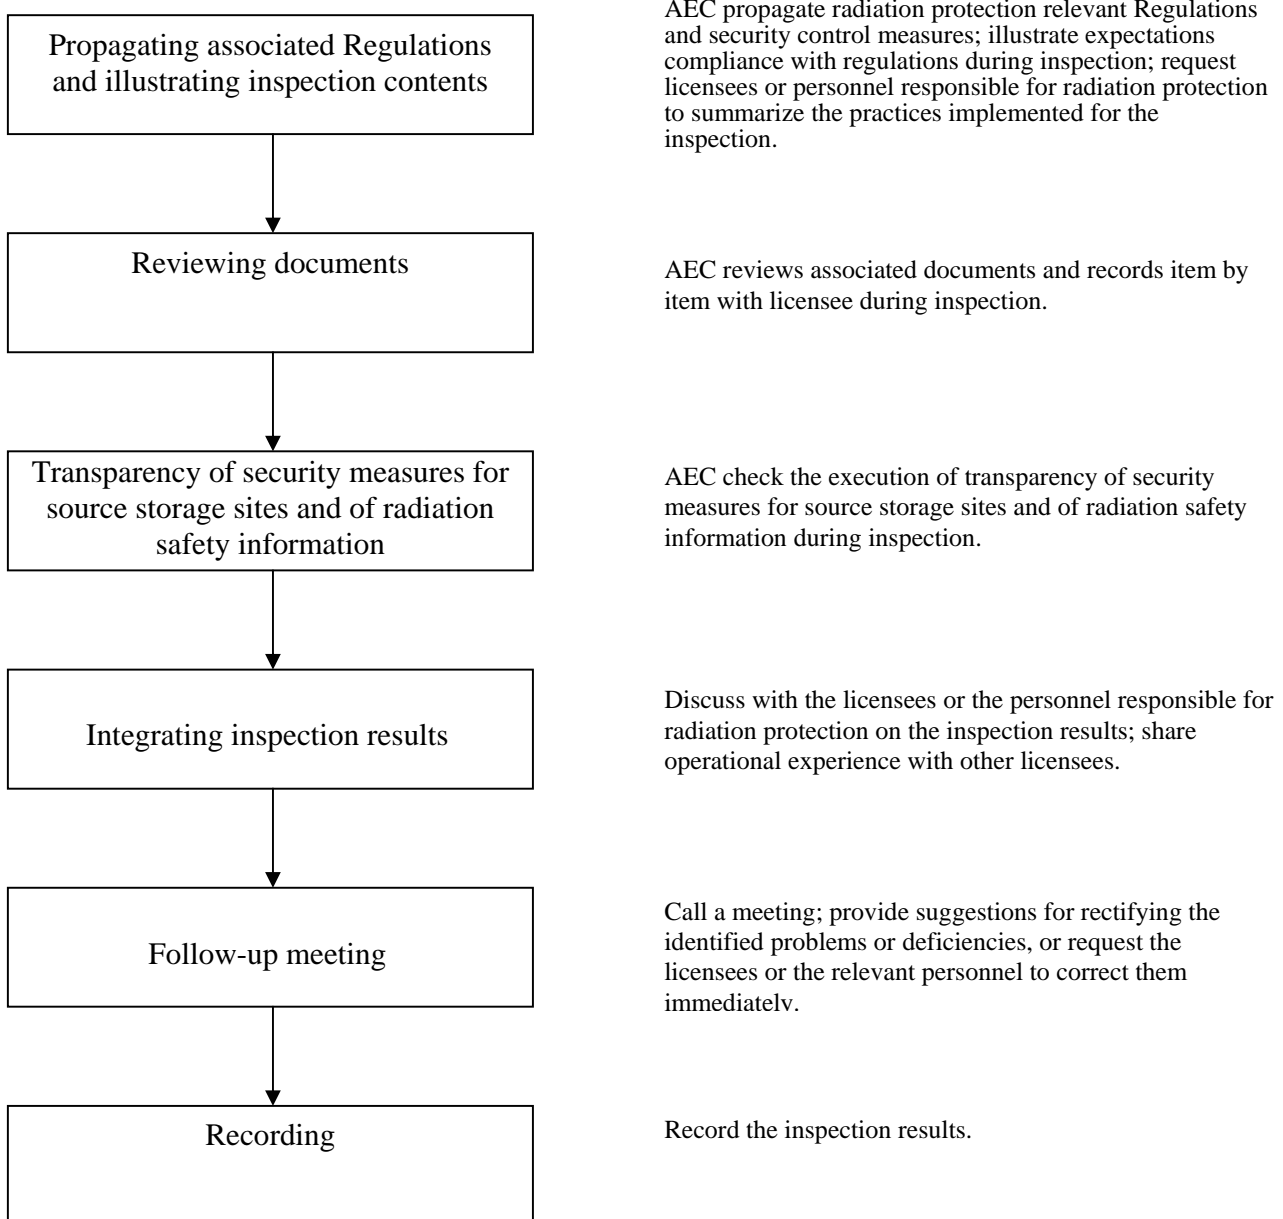 Propagating associated Regulations
and illustrating inspection contents
AEC propagate radiation protection relevant Regulations
and security control measures; illustrate expectations
compliance with regulations during inspection; request
licensees or personnel responsible for radiation protection
to summarize the practices implemented for the
inspection.
Reviewing documents
AEC reviews associated documents and records item by
item with licensee during inspection.
Transparency of security measures for
source storage sites and of radiation
safety information
AEC check the execution of transparency of security
measures for source storage sites and of radiation safety
information during inspection.
Integrating inspection results
Discuss with the licensees or the personnel responsible for
radiation protection on the inspection results; share
operational experience with other licensees.
Follow-up meeting
Call a meeting; provide suggestions for rectifying the
identified problems or deficiencies, or request the
licensees or the relevant personnel to correct them
immediately.
Recording
Record the inspection results.